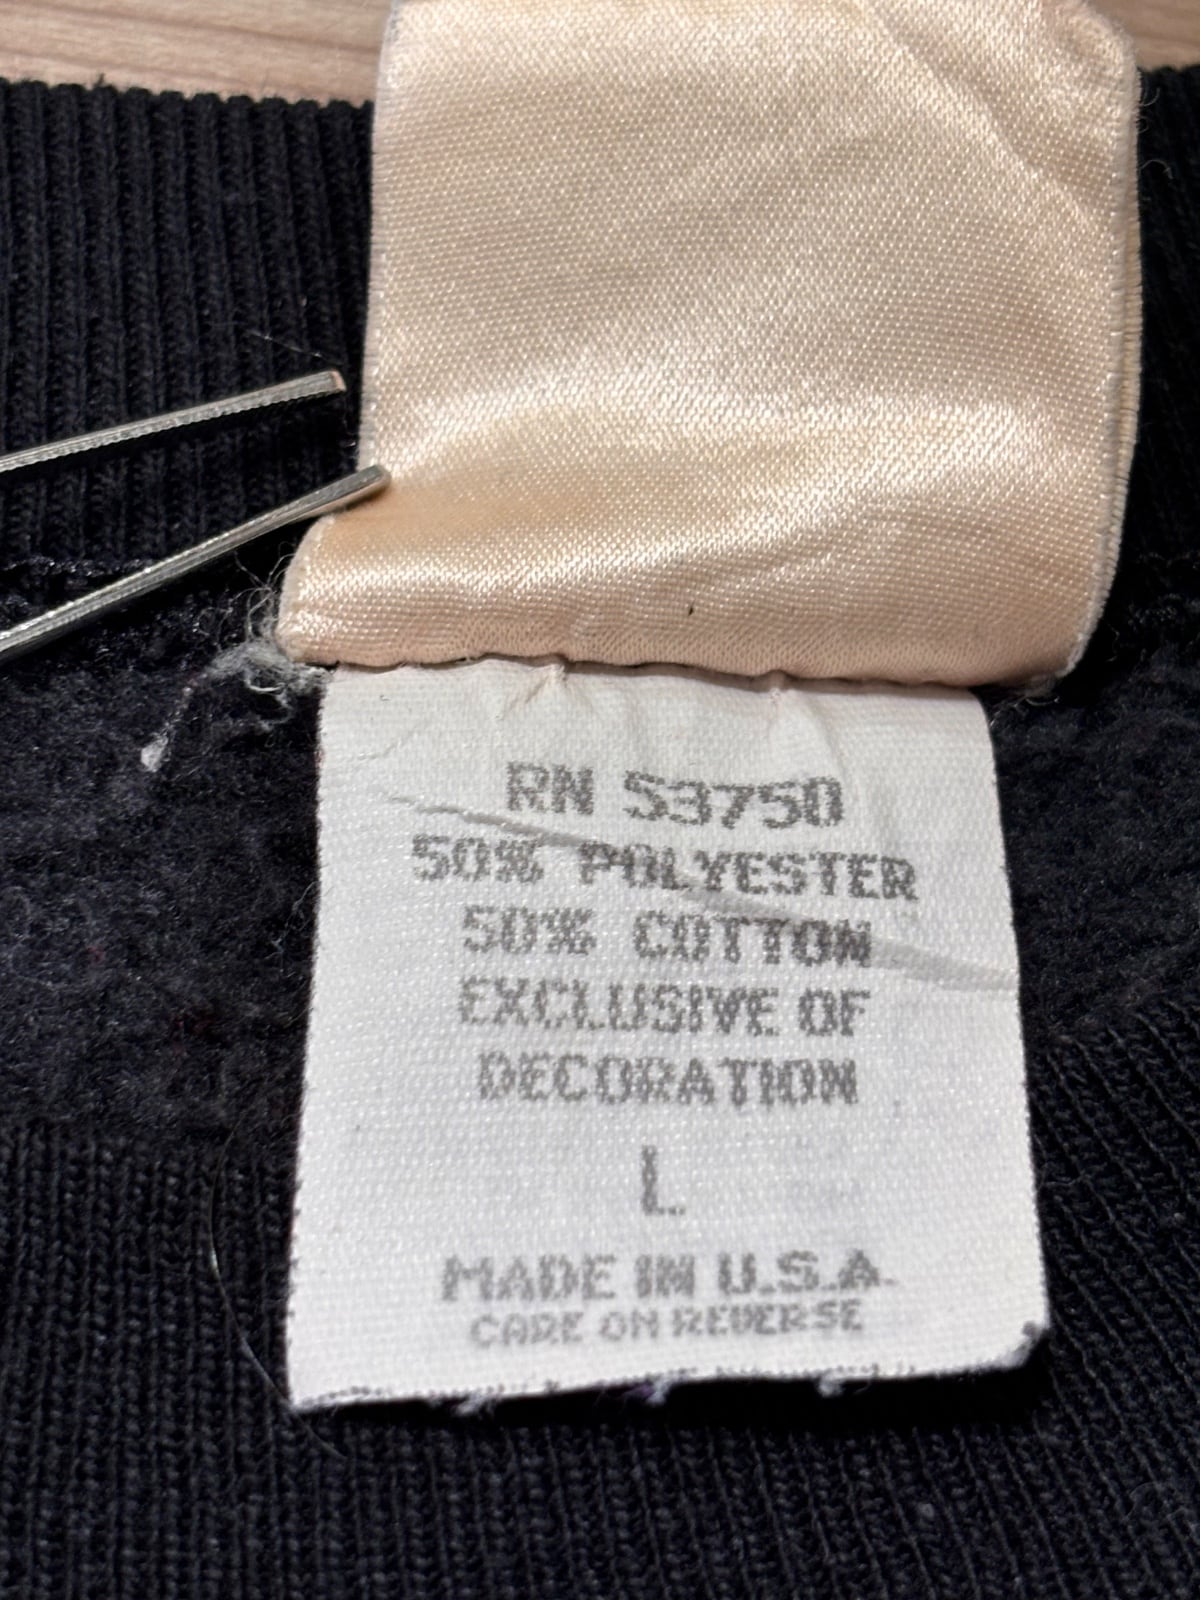 RN 53750
50% POLYESTER
50% COTTON
EXCLUSIVE OF
DECORATION
L
MADE IN U.S.A.
CARE ON REVERSE